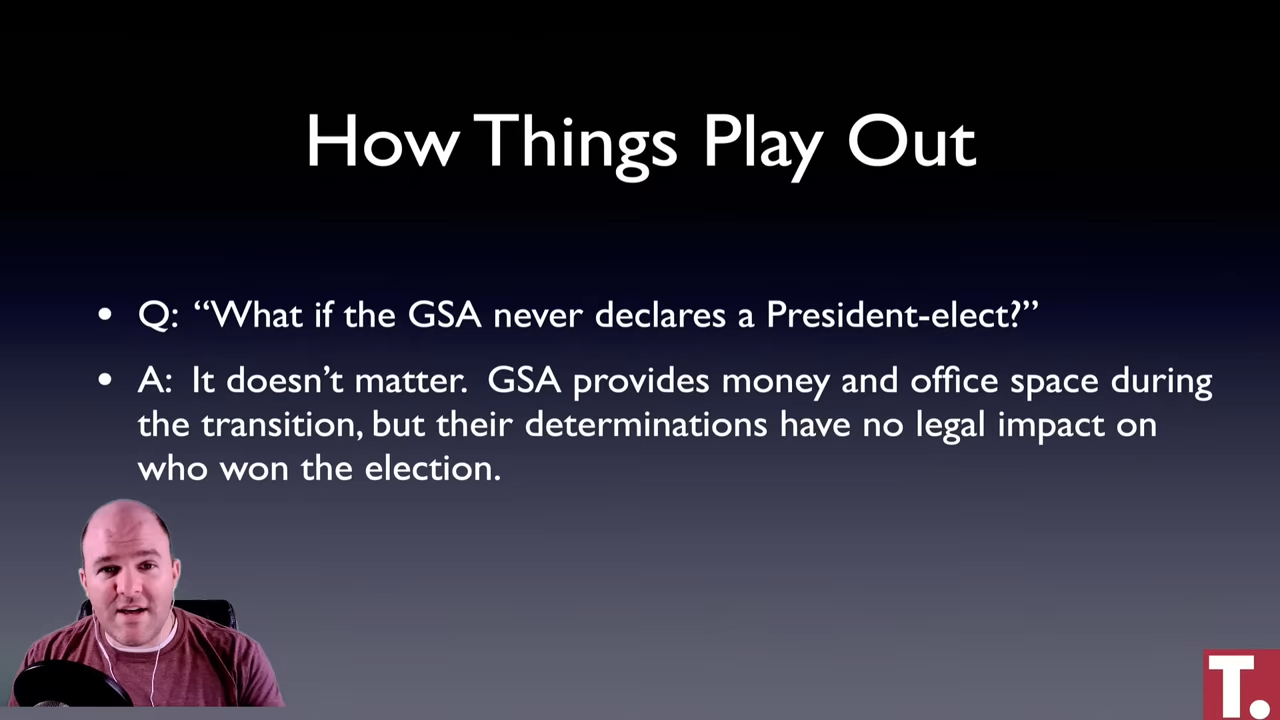 How Things Play Out
• Q: “What if the GSA never declares a President-elect?”
• A: It doesn’t matter. GSA provides money and office space during
the transition, but their determinations have no legal impact on
who won the election.
T.